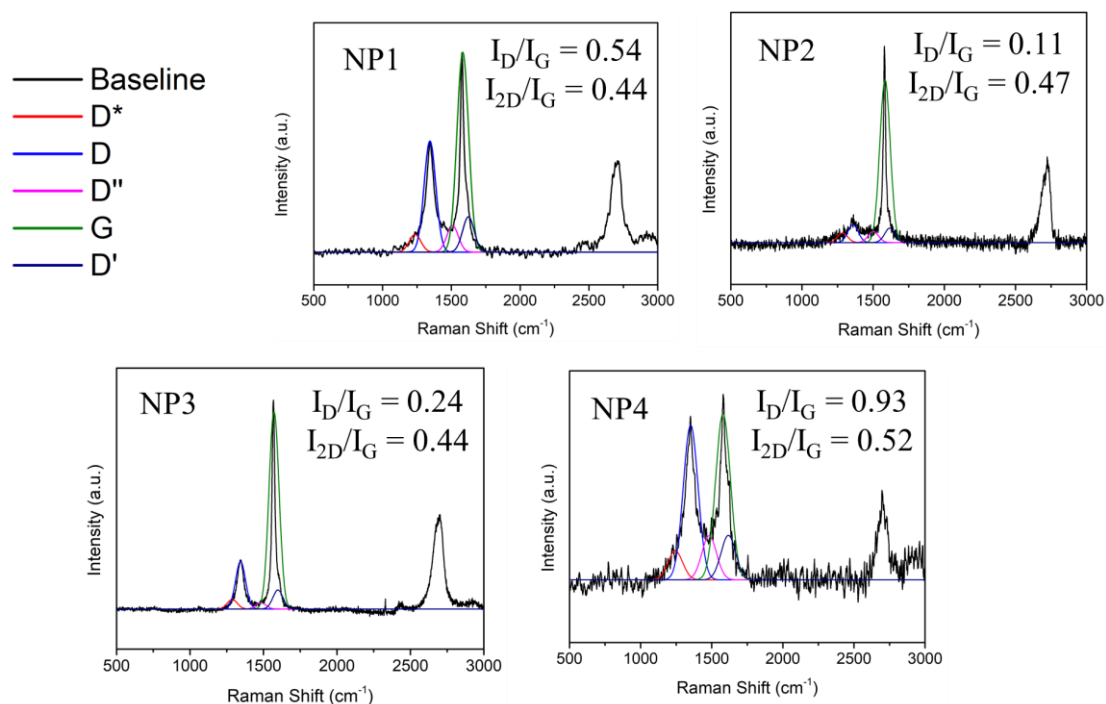 Baseline
D*
D
D"
G
D'
NP1
I_D/I_G = 0.54
I_2D/I_G = 0.44
Intensity (a.u.)
500 1000 1500 2000 2500 3000
Raman Shift (cm⁻¹)
NP2
I_D/I_G = 0.11
I_2D/I_G = 0.47
Intensity (a.u.)
500 1000 1500 2000 2500 3000
Raman Shift (cm⁻¹)
NP3
I_D/I_G = 0.24
I_2D/I_G = 0.44
Intensity (a.u.)
500 1000 1500 2000 2500 3000
Raman Shift (cm⁻¹)
NP4
I_D/I_G = 0.93
I_2D/I_G = 0.52
Intensity (a.u.)
500 1000 1500 2000 2500 3000
Raman Shift (cm⁻¹)